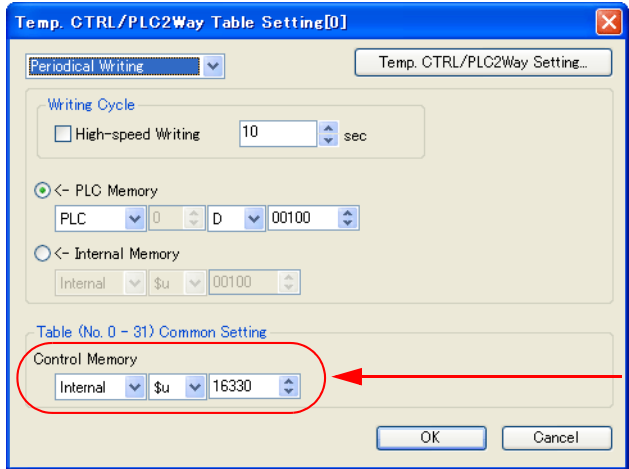 Temp. CTRL/PLC2Way Table Setting[0]
Periodical Writing
Temp. CTRL/PLC2Way Setting...
Writing Cycle
High-speed Writing 10 sec
<- PLC Memory
PLC 0 D 00100
<- Internal Memory
Internal $u 00100
Table (No. 0 - 31) Common Setting
Control Memory
Internal $u 16330
OK Cancel